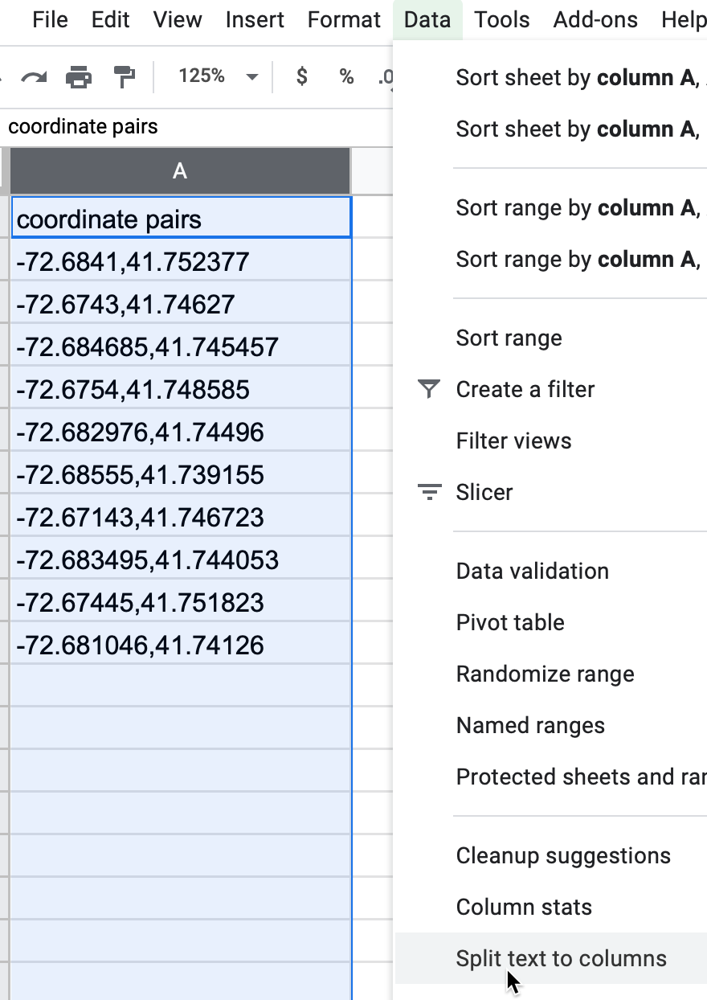 File Edit View Insert Format Data Tools Add-ons Help
125% $ % .0
coordinate pairs
A
coordinate pairs
-72.6841,41.752377
-72.6743,41.74627
-72.684685,41.745457
-72.6754,41.748585
-72.682976,41.74496
-72.68555,41.739155
-72.67143,41.746723
-72.683495,41.744053
-72.67445,41.751823
-72.681046,41.74126
Sort sheet by column A,
Sort sheet by column A,
Sort range by column A,
Sort range by column A,
Sort range
Create a filter
Filter views
Slicer
Data validation
Pivot table
Randomize range
Named ranges
Protected sheets and ran
Cleanup suggestions
Column stats
Split text to columns